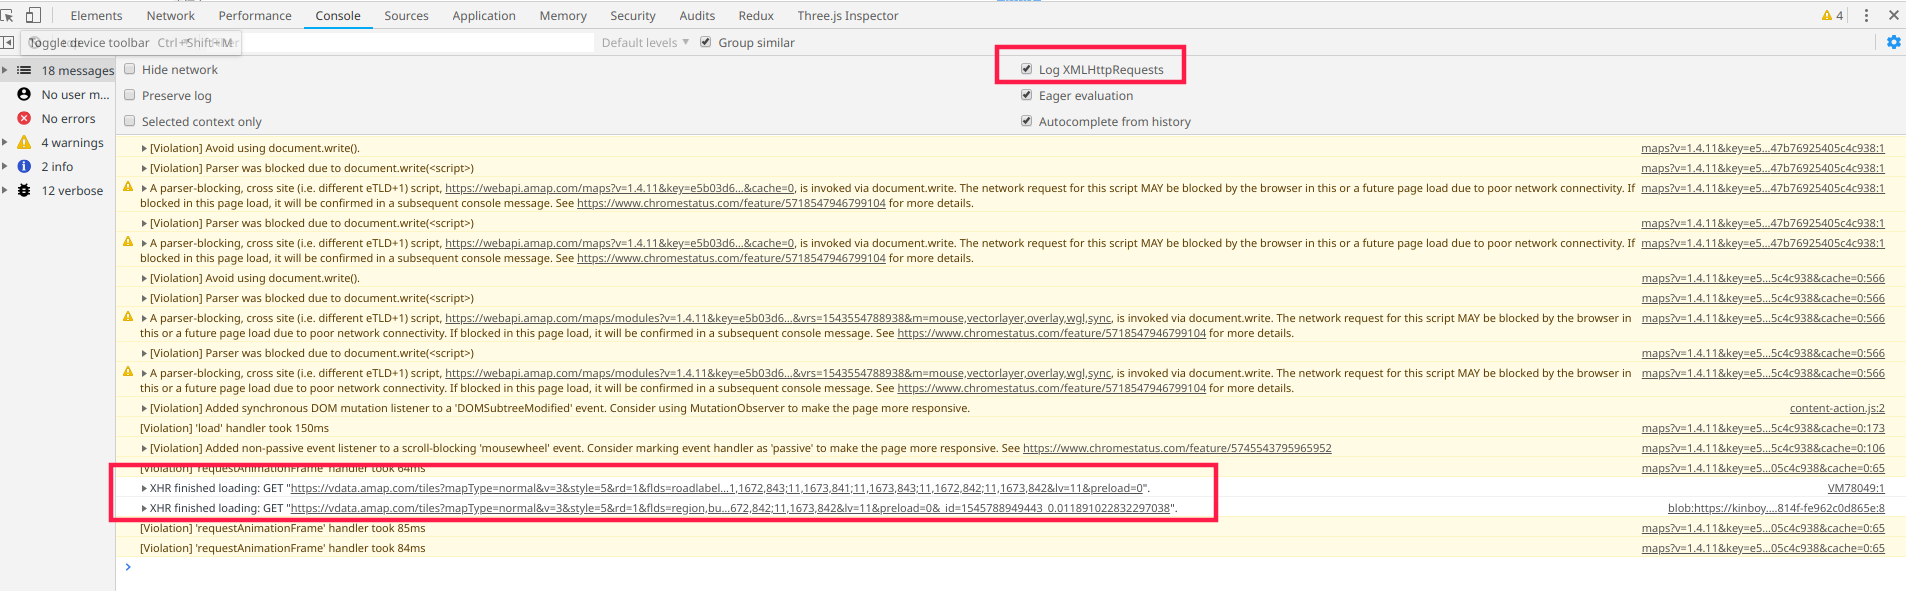 Elements Network Performance Console Sources Application Memory Security Audits Redux Three.js Inspector 4
Toggle device toolbar Ctrl+Shift+M Default levels Group similar
18 messages Hide network Log XMLHttpRequests
No user m... Preserve log Eager evaluation
No errors Selected context only Autocomplete from history
4 warnings
2 info
12 verbose
[Violation] Avoid using document.write(). maps?v=1.4.11&key=e5...47b76925405c4c938:1
[Violation] Parser was blocked due to document.write(<script>) maps?v=1.4.11&key=e5...47b76925405c4c938:1
A parser-blocking, cross site (i.e. different eTLD+1) script, https://webapi.amap.com/maps?v=1.4.11&key=e5b03d6...&cache=0, is invoked via document.write. The network request for this script MAY be blocked by the browser in this or a future page load due to poor network connectivity. If maps?v=1.4.11&key=e5...47b76925405c4c938:1
blocked in this page load, it will be confirmed in a subsequent console message. See https://www.chromestatus.com/feature/5718547946799104 for more details.
[Violation] Parser was blocked due to document.write(<script>) maps?v=1.4.11&key=e5...47b76925405c4c938:1
A parser-blocking, cross site (i.e. different eTLD+1) script, https://webapi.amap.com/maps?v=1.4.11&key=e5b03d6...&cache=0, is invoked via document.write. The network request for this script MAY be blocked by the browser in this or a future page load due to poor network connectivity. If maps?v=1.4.11&key=e5...47b76925405c4c938:1
blocked in this page load, it will be confirmed in a subsequent console message. See https://www.chromestatus.com/feature/5718547946799104 for more details.
[Violation] Avoid using document.write(). maps?v=1.4.11&key=e5...5c4c938&cache=0:566
[Violation] Parser was blocked due to document.write(<script>) maps?v=1.4.11&key=e5...5c4c938&cache=0:566
A parser-blocking, cross site (i.e. different eTLD+1) script, https://webapi.amap.com/maps/modules?v=1.4.11&key=e5b03d6...&vrs=1543554788938&m=mouse,vectorlayer,overlay,wgl,sync, is invoked via document.write. The network request for this script MAY be blocked by the browser in maps?v=1.4.11&key=e5...5c4c938&cache=0:566
this or a future page load due to poor network connectivity. If blocked in this page load, it will be confirmed in a subsequent console message. See https://www.chromestatus.com/feature/5718547946799104 for more details.
[Violation] Parser was blocked due to document.write(<script>) maps?v=1.4.11&key=e5...5c4c938&cache=0:566
A parser-blocking, cross site (i.e. different eTLD+1) script, https://webapi.amap.com/maps/modules?v=1.4.11&key=e5b03d6...&vrs=1543554788938&m=mouse,vectorlayer,overlay,wgl,sync, is invoked via document.write. The network request for this script MAY be blocked by the browser in maps?v=1.4.11&key=e5...5c4c938&cache=0:566
this or a future page load due to poor network connectivity. If blocked in this page load, it will be confirmed in a subsequent console message. See https://www.chromestatus.com/feature/5718547946799104 for more details.
[Violation] Added synchronous DOM mutation listener to a 'DOMSubtreeModified' event. Consider using MutationObserver to make the page more responsive. content-action.js:2
[Violation] 'load' handler took 150ms maps?v=1.4.11&key=e5...5c4c938&cache=0:173
[Violation] Added non-passive event listener to a scroll-blocking 'mousewheel' event. Consider marking event handler as 'passive' to make the page more responsive. See https://www.chromestatus.com/feature/5745543795965952 maps?v=1.4.11&key=e5...5c4c938&cache=0:106
[Violation] 'requestAnimationFrame' handler took 64ms maps?v=1.4.11&key=e5...05c4c938&cache=0:65
XHR finished loading: GET "https://vdata.amap.com/tiles?mapType=normal&v=3&style=5&rd=1&flds=roadlabel...1,1672,843;11,1673,841;11,1673,843;11,1672,842;11,1673,842&lv=11&preload=0". VM78049:1
XHR finished loading: GET "https://vdata.amap.com/tiles?mapType=normal&v=3&style=5&rd=1&flds=region,bu...672,842;11,1673,842&lv=11&preload=0&_id=1545788949443_0.011891022832297038". blob:https://kinboy....814f-fe962c0d865e:8
[Violation] 'requestAnimationFrame' handler took 85ms maps?v=1.4.11&key=e5...05c4c938&cache=0:65
[Violation] 'requestAnimationFrame' handler took 84ms maps?v=1.4.11&key=e5...05c4c938&cache=0:65